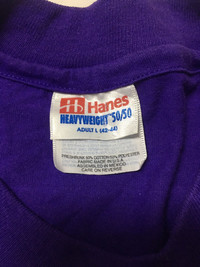 Hanes
HEAVYWEIGHT 50/50
ADULT L (42-44)
PRESHRUNK 50% COTTON 50% POLYESTER
FABRIC MADE IN U.S.A.
ASSEMBLED IN MEXICO
CARE ON REVERSE